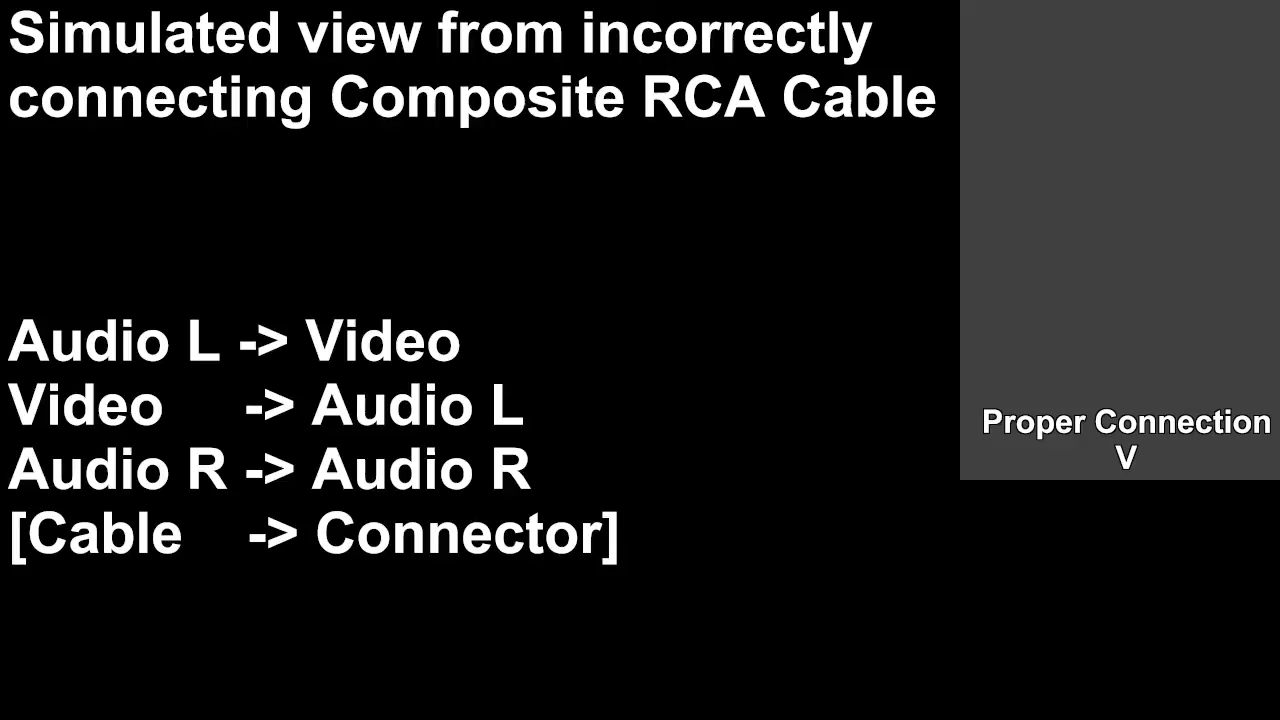 Simulated view from incorrectly
connecting Composite RCA Cable
Audio L -> Video
Video -> Audio L
Audio R -> Audio R
[Cable -> Connector]
Proper Connection
V